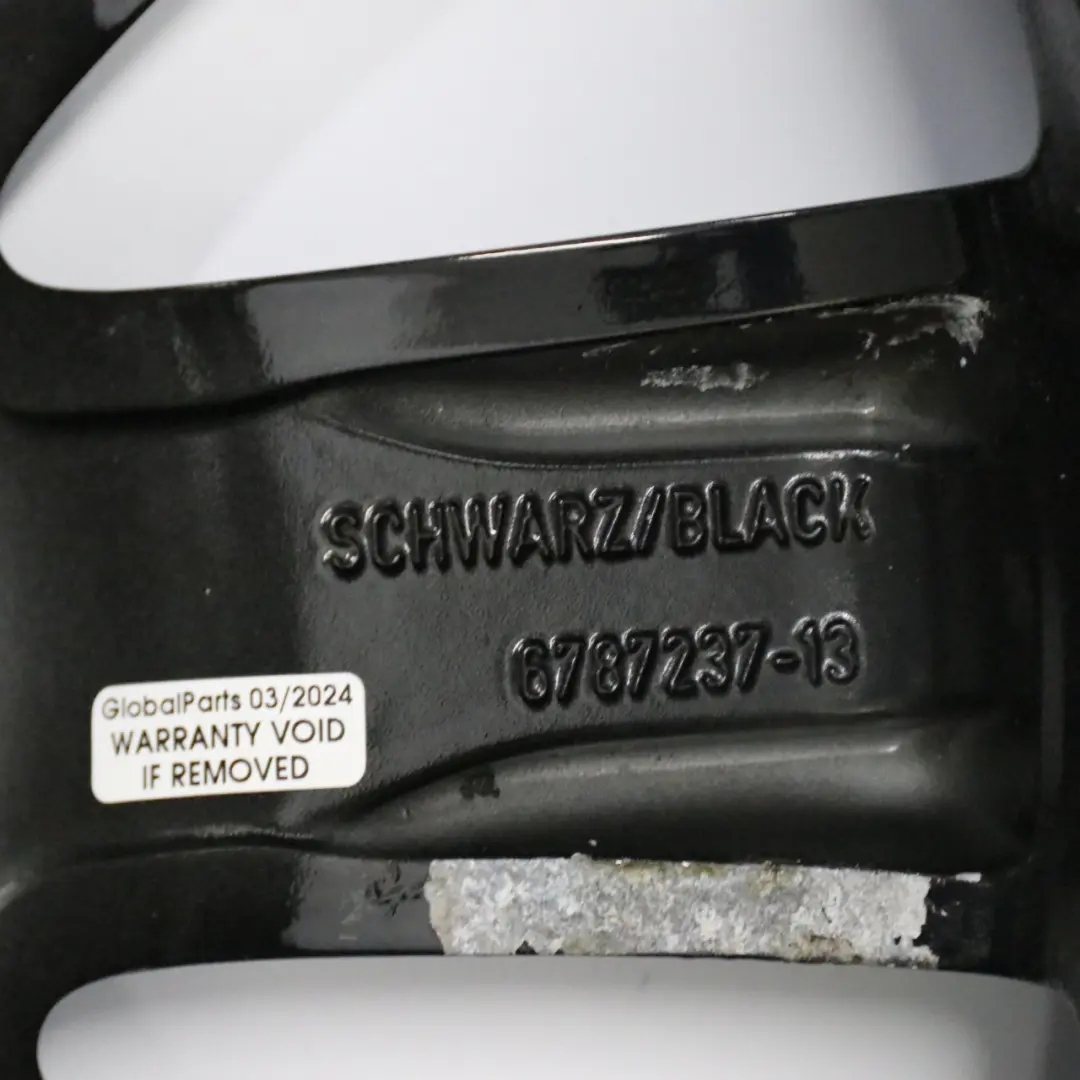 SCHWARZ/BLACK
6787237-13
GlobalParts 03/2024
WARRANTY VOID
IF REMOVED